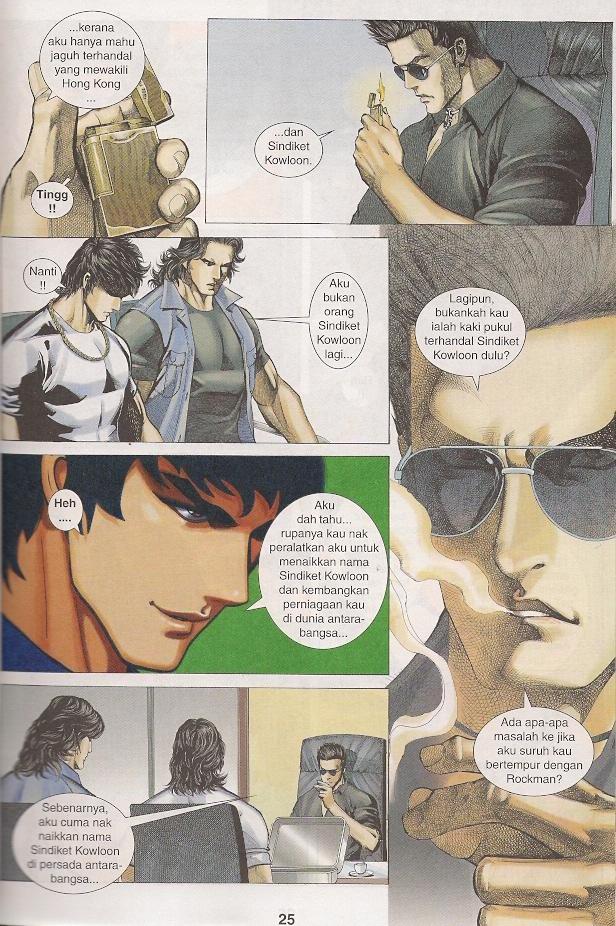 ...kerana
aku hanya mahu
jaguh terhandal
yang mewakili
Hong Kong
...
Tingg
!!
...dan
Sindiket
Kowloon.
Nanti
!!
Aku
bukan
orang
Sindiket
Kowloon
lagi...
Lagipun,
bukankah kau
ialah kaki pukul
terhandal Sindiket
Kowloon dulu?
Heh
....
Aku
dah tahu...
rupanya kau nak
peralatkan aku untuk
menaikkan nama
Sindiket Kowloon
dan kembangkan
perniagaan kau
di dunia antara-
bangsa...
Ada apa-apa
masalah ke jika
aku suruh kau
bertempur dengan
Rockman?
Sebenarnya,
aku cuma nak
naikkan nama
Sindiket Kowloon
di persada antara-
bangsa...
25